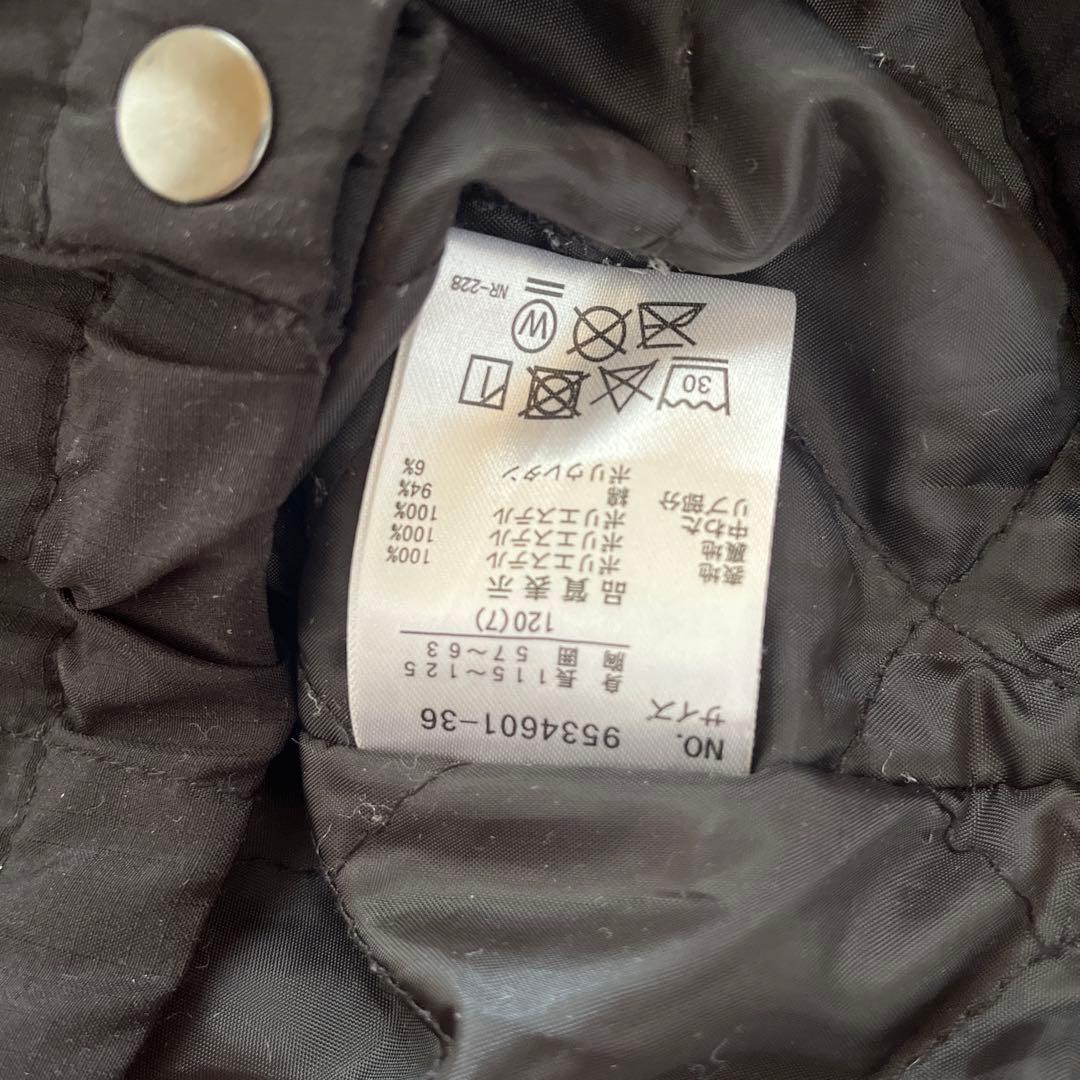 NO. 9534601-36
サイズ
身長115～125
胸囲 57～63
120(7)
品質表示
表地 ポリエステル 100%
裏地 ポリエステル 100%
中わた ポリエステル 100%
リブ部分 綿 94%
ポリウレタン 6%
30
W
NR-228